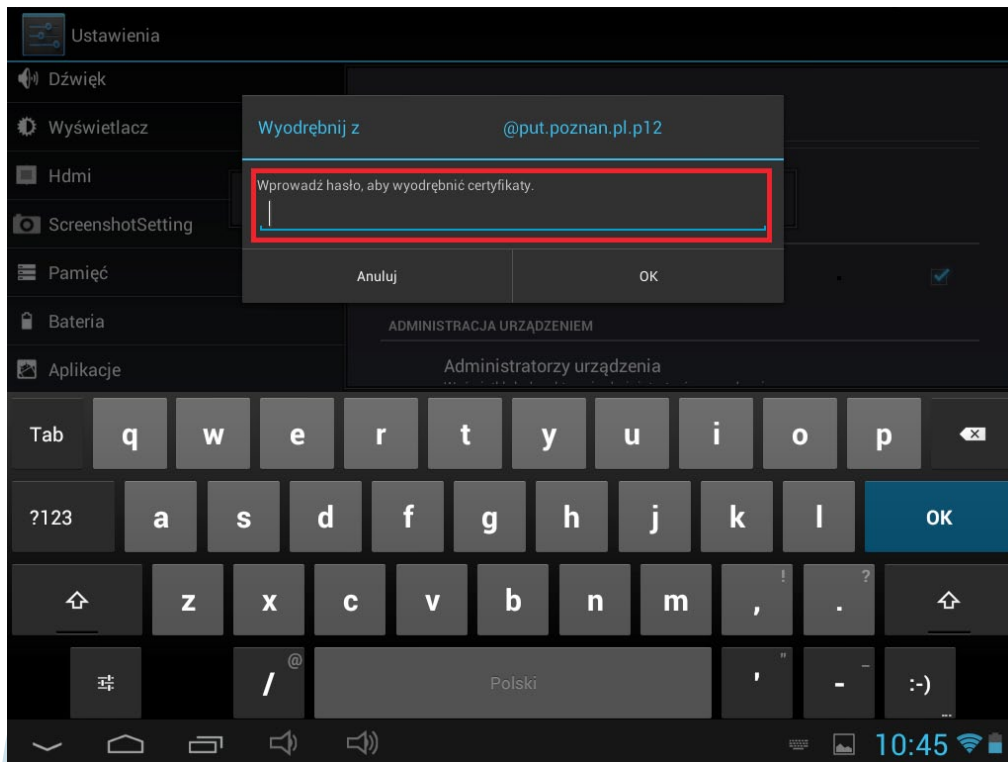 Ustawienia
Dźwięk
Wyświetlacz
Hdmi
ScreenshotSetting
Pamięć
Bateria
Aplikacje
Wyodrębnij z @put.poznan.pl.p12
Wprowadź hasło, aby wyodrębnić certyfikaty.
Anuluj OK
ADMINISTRACJA URZĄDZENIEM
Administratorzy urządzenia
Tab q w e r t y u i o p
?123 a s d f g h j k l OK
z x c v b n m , ! . ?
/ @ Polski ' " - _ :-) ...
10:45